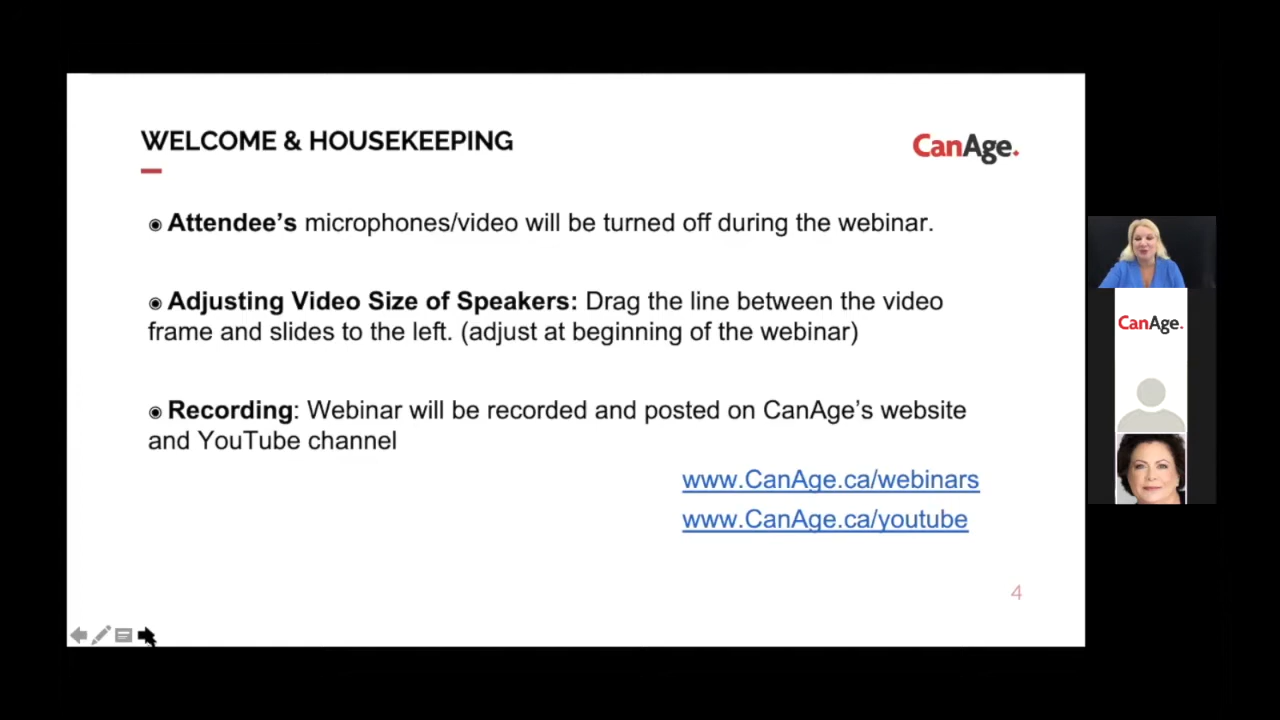 WELCOME & HOUSEKEEPING
CanAge.
◉ Attendee’s microphones/video will be turned off during the webinar.
◉ Adjusting Video Size of Speakers: Drag the line between the video
frame and slides to the left. (adjust at beginning of the webinar)
◉ Recording: Webinar will be recorded and posted on CanAge’s website
and YouTube channel
www.CanAge.ca/webinars
www.CanAge.ca/youtube
4
CanAge.